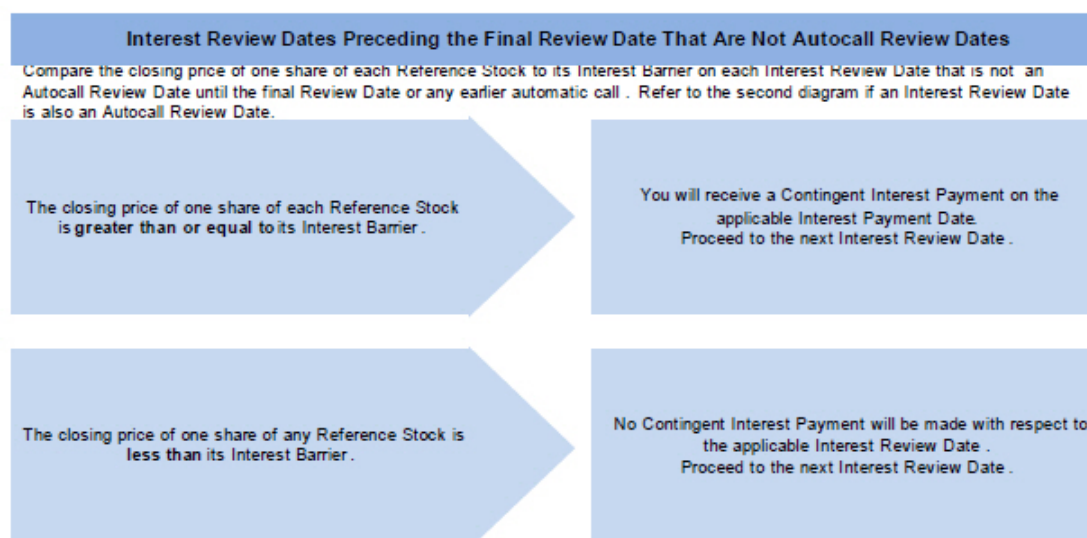 Interest Review Dates Preceding the Final Review Date That Are Not Autocall Review Dates
Compare the closing price of one share of each Reference Stock to its Interest Barrier on each Interest Review Date that is not an
Autocall Review Date until the final Review Date or any earlier automatic call . Refer to the second diagram if an Interest Review Date
is also an Autocall Review Date.
The closing price of one share of each Reference Stock
is greater than or equal to its Interest Barrier .
You will receive a Contingent Interest Payment on the
applicable Interest Payment Date.
Proceed to the next Interest Review Date .
The closing price of one share of any Reference Stock is
less than its Interest Barrier .
No Contingent Interest Payment will be made with respect to
the applicable Interest Review Date .
Proceed to the next Interest Review Date .